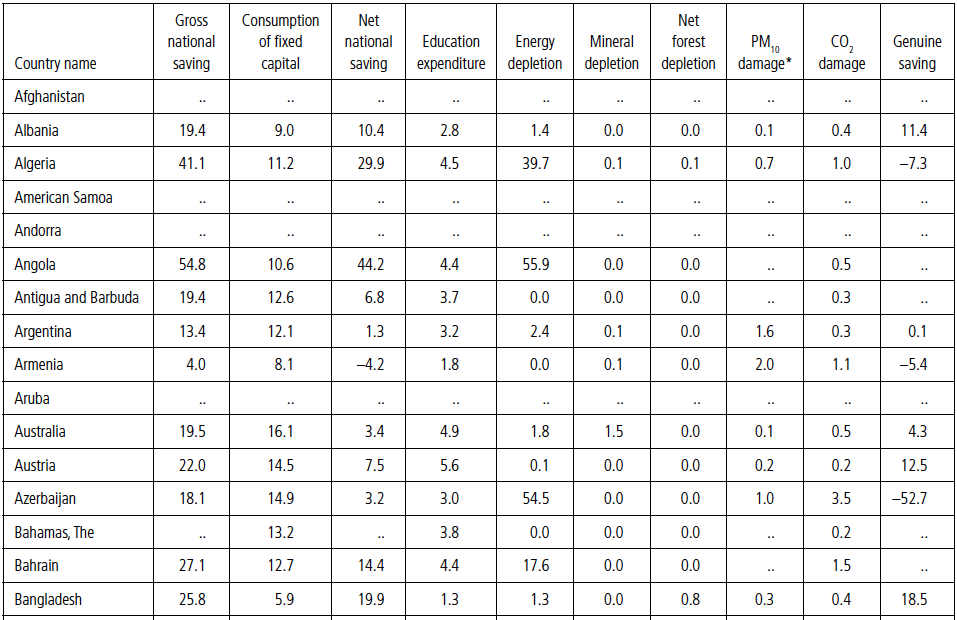 Country name Gross national saving Consumption of fixed capital Net national saving Education expenditure Energy depletion Mineral depletion Net forest depletion PM10 damage* CO2 damage Genuine saving
Afghanistan .. .. .. .. .. .. .. .. .. ..
Albania 19.4 9.0 10.4 2.8 1.4 0.0 0.0 0.1 0.4 11.4
Algeria 41.1 11.2 29.9 4.5 39.7 0.1 0.1 0.7 1.0 –7.3
American Samoa .. .. .. .. .. .. .. .. .. ..
Andorra .. .. .. .. .. .. .. .. .. ..
Angola 54.8 10.6 44.2 4.4 55.9 0.0 0.0 .. 0.5 ..
Antigua and Barbuda 19.4 12.6 6.8 3.7 0.0 0.0 0.0 .. 0.3 ..
Argentina 13.4 12.1 1.3 3.2 2.4 0.1 0.0 1.6 0.3 0.1
Armenia 4.0 8.1 –4.2 1.8 0.0 0.1 0.0 2.0 1.1 –5.4
Aruba .. .. .. .. .. .. .. .. .. ..
Australia 19.5 16.1 3.4 4.9 1.8 1.5 0.0 0.1 0.5 4.3
Austria 22.0 14.5 7.5 5.6 0.1 0.0 0.0 0.2 0.2 12.5
Azerbaijan 18.1 14.9 3.2 3.0 54.5 0.0 0.0 1.0 3.5 –52.7
Bahamas, The .. 13.2 .. 3.8 0.0 0.0 0.0 .. 0.2 ..
Bahrain 27.1 12.7 14.4 4.4 17.6 0.0 0.0 .. 1.5 ..
Bangladesh 25.8 5.9 19.9 1.3 1.3 0.0 0.8 0.3 0.4 18.5